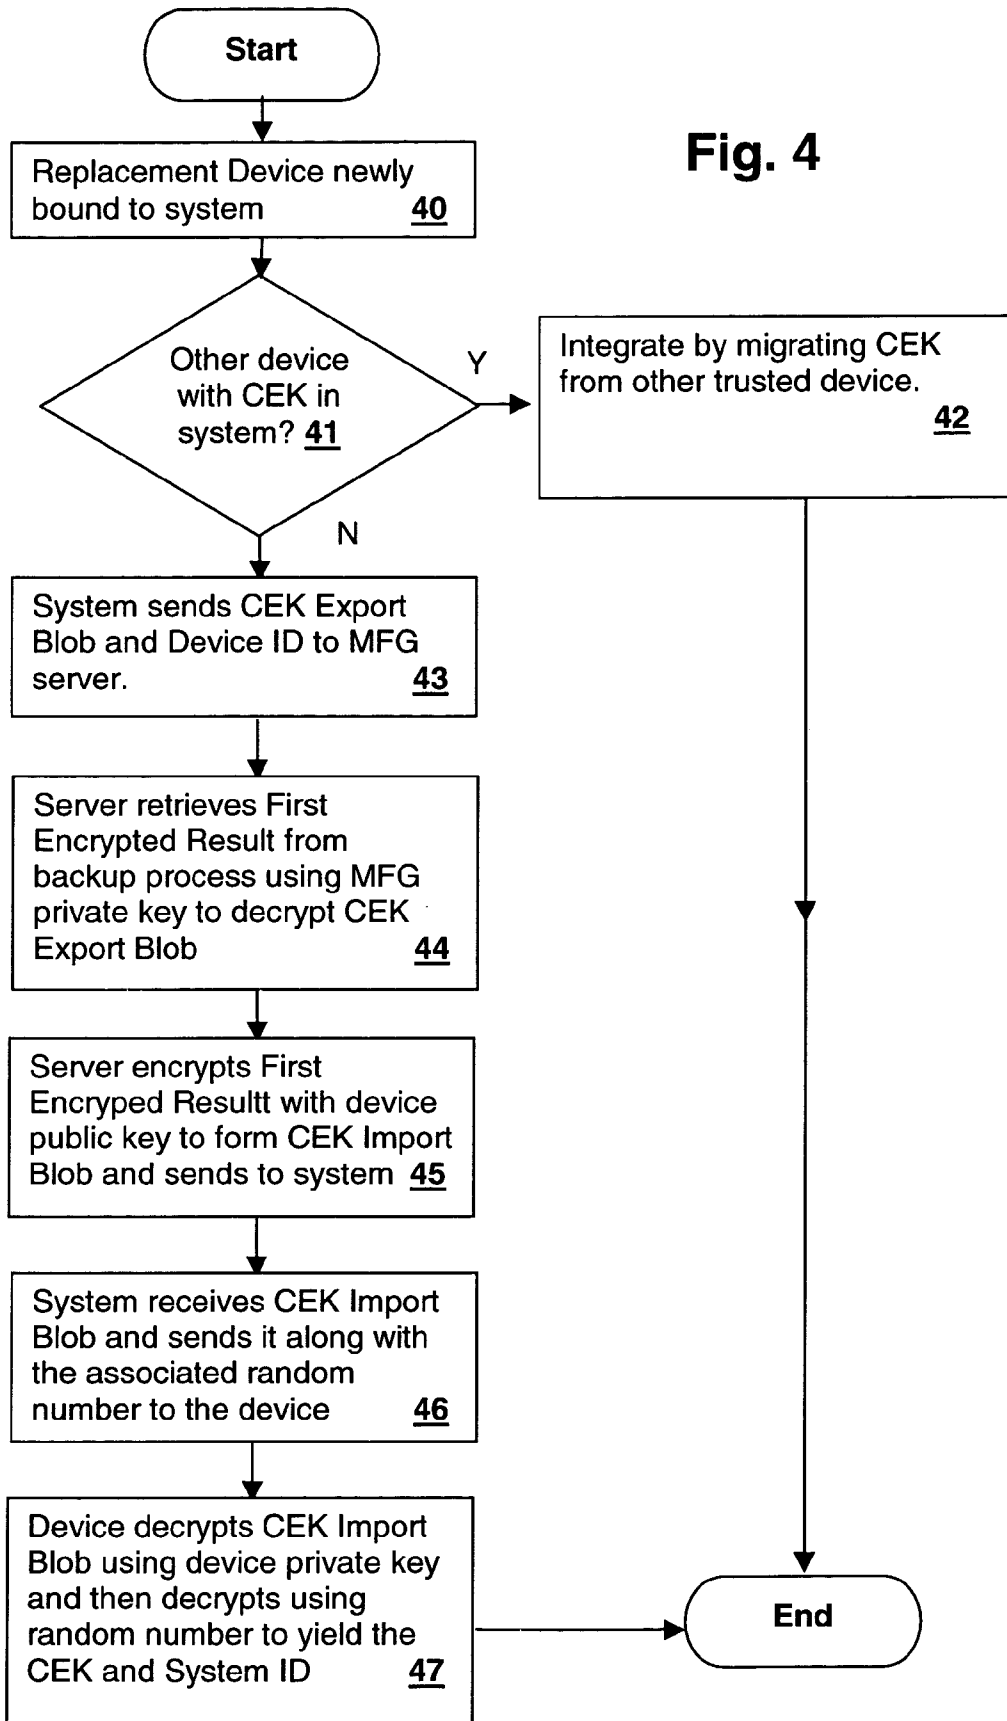 Start
Fig. 4
Replacement Device newly
bound to system 40
Other device
with CEK in
system? 41
Y
Integrate by migrating CEK
from other trusted device.
42
N
System sends CEK Export
Blob and Device ID to MFG
server. 43
Server retrieves First
Encrypted Result from
backup process using MFG
private key to decrypt CEK
Export Blob 44
Server encrypts First
Encryped Resultt with device
public key to form CEK Import
Blob and sends to system 45
System receives CEK Import
Blob and sends it along with
the associated random
number to the device 46
Device decrypts CEK Import
Blob using device private key
and then decrypts using
random number to yield the
CEK and System ID 47
End